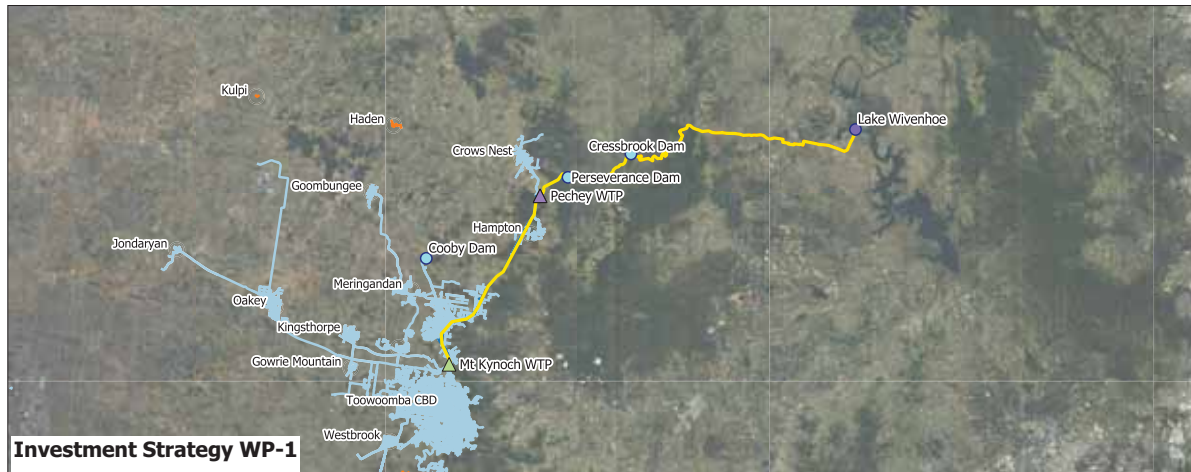 Kulpi
Haden
Lake Wivenhoe
Crows Nest
Cressbrook Dam
Perseverance Dam
Goombungee
Pechey WTP
Hampton
Jondaryan
Cooby Dam
Meringandan
Oakey
Kingsthorpe
Gowrie Mountain
Mt Kynoch WTP
Toowoomba CBD
Westbrook
Investment Strategy WP-1